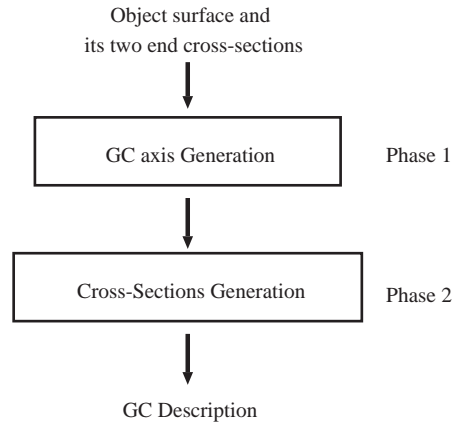 Object surface and
its two end cross-sections
GC axis Generation
Phase 1
Cross-Sections Generation
Phase 2
GC Description